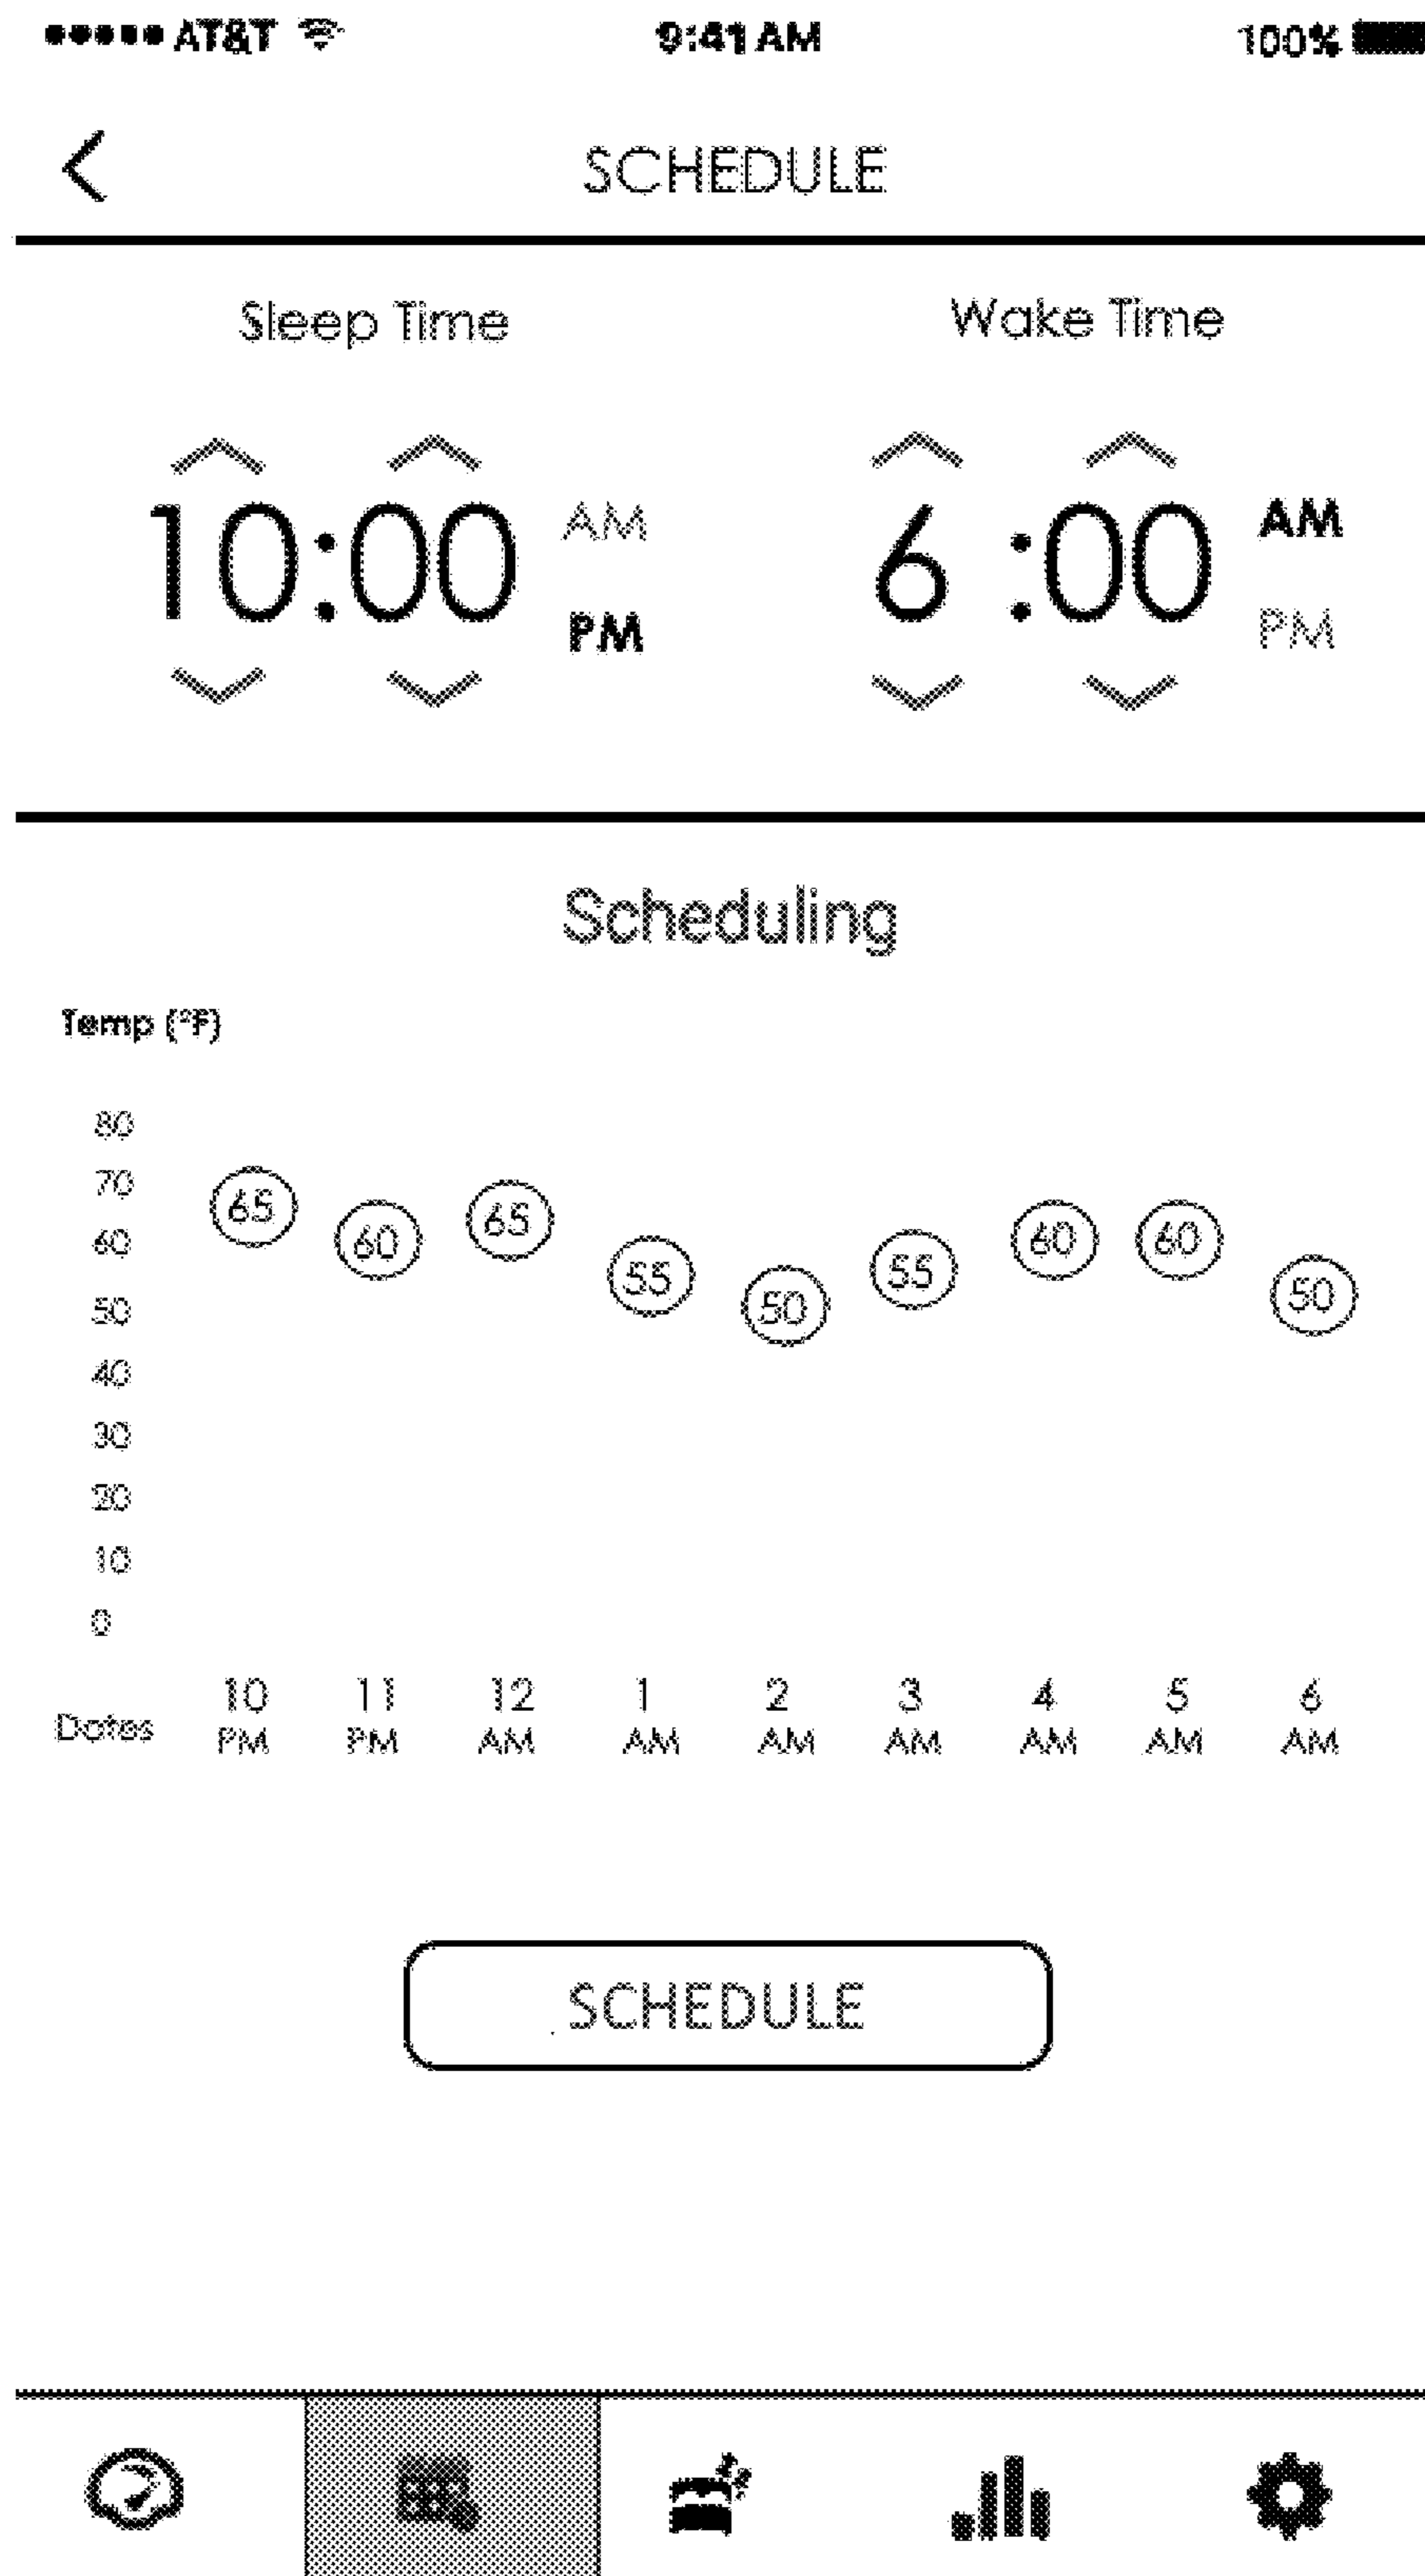 AT&T 9:41 AM 100%
SCHEDULE
Sleep Time Wake Time
10:00 AM PM 6 :00 AM PM
Scheduling
Temp (°F)
80
70
60
50
40
30
20
10
0
65 60 65 55 50 55 60 60 50
10 11 12 1 2 3 4 5 6
Dates PM PM AM AM AM AM AM AM AM
SCHEDULE